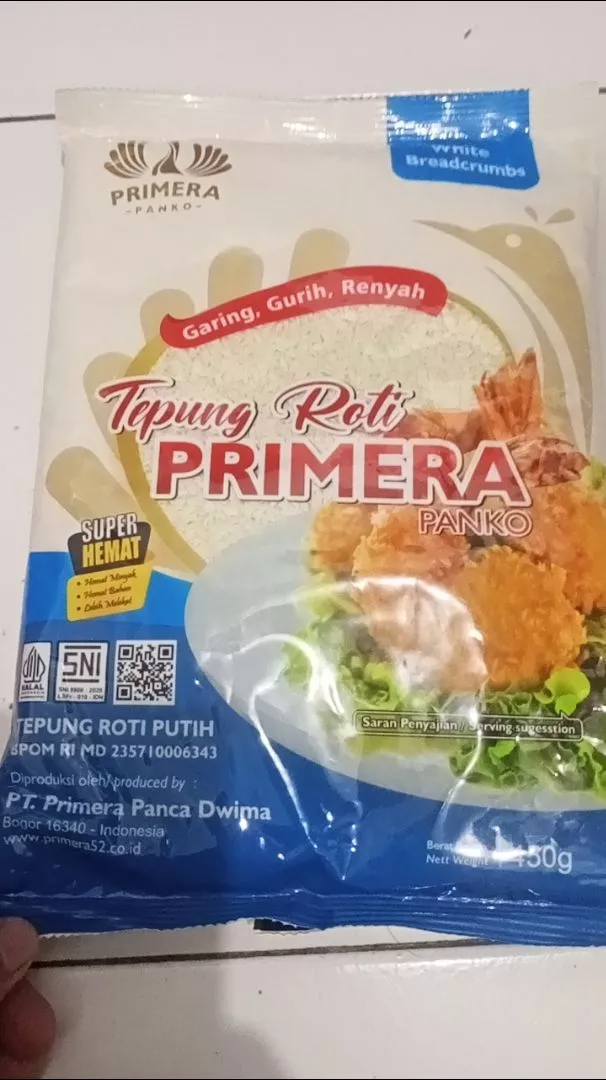 White
Breadcrumbs
PRIMERA
-PANKO-
Garing, Gurih, Renyah
Tepung Roti
PRIMERA
PANKO
SUPER
HEMAT
• Hemat Minyak
• Hemat Bahan
• Lebih Melekat
HALAL
INDONESIA
SNI
TEPUNG ROTI PUTIH
BPOM RI MD 235710006343
Saran Penyajian / Serving sugesstion
Diproduksi oleh/ produced by :
PT. Primera Panca Dwima
Bogor 16340 - Indonesia
www.primera52.co.id
Berat
Nett Weight